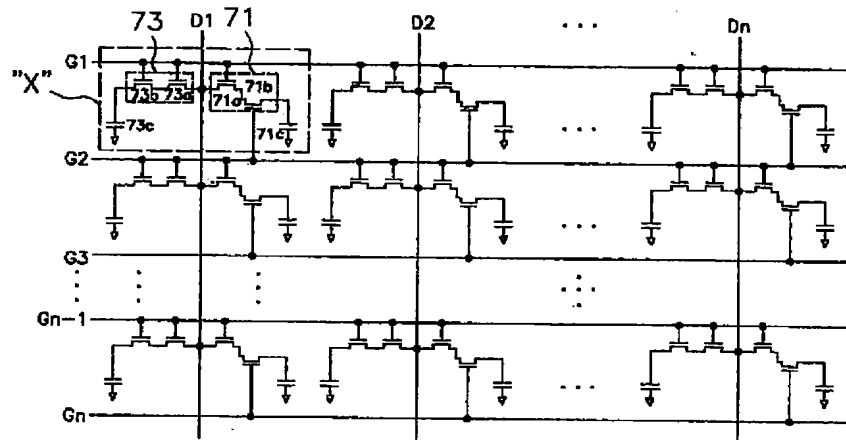 73 D1 71 D2 ... Dn
G1
"X"
73b 73a 71a 71b
73c 71c
G2
G3
Gn-1
Gn